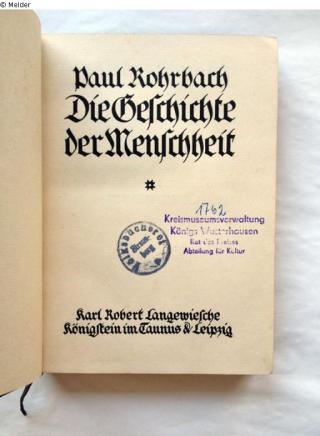 © Melder
Paul Rohrbach
Die Geschichte
der Menschheit
1762
Kreismuseumsverwaltung
Königs Wusterhausen
Rat des Kreises
Abteilung für Kultur
Volksbücherei
Karl Robert Langewiesche
Königstein im Taunus & Leipzig